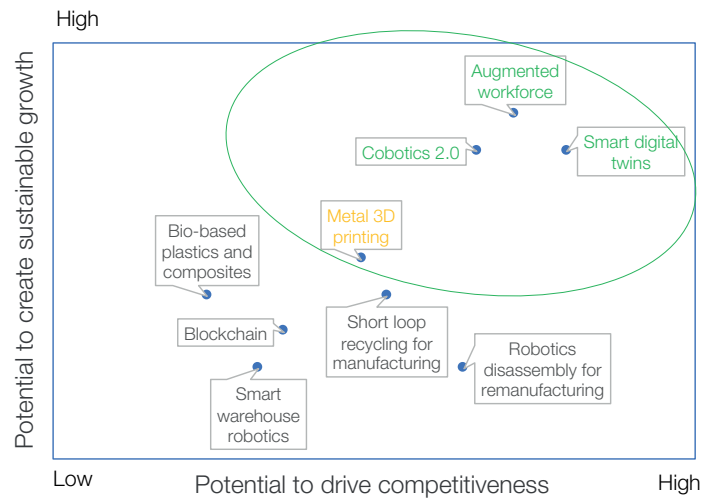 High
Potential to create sustainable growth
Augmented
workforce
Cobotics 2.0
Smart digital
twins
Metal 3D
printing
Bio-based
plastics and
composites
Blockchain
Short loop
recycling for
manufacturing
Robotics
disassembly for
remanufacturing
Smart
warehouse
robotics
Low
Potential to drive competitiveness
High